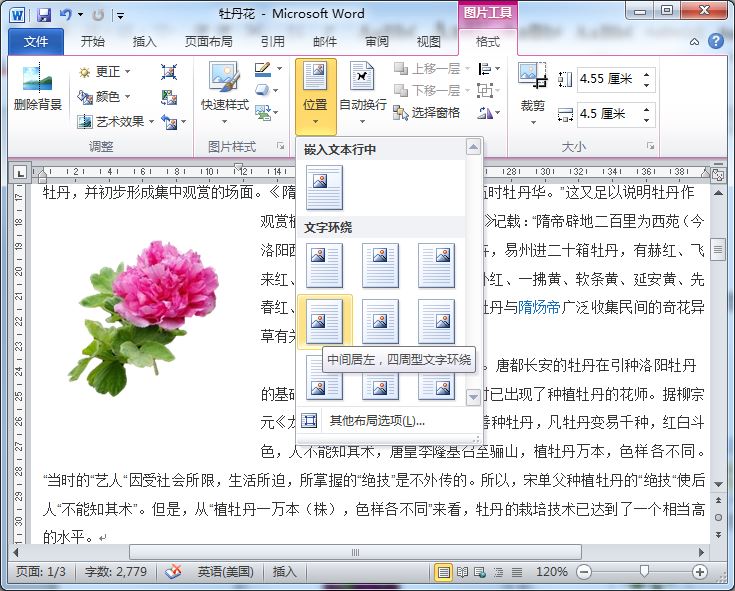 牡丹花 - Microsoft Word
图片工具
文件 开始 插入 页面布局 引用 邮件 审阅 视图 格式
删除背景
更正
颜色
艺术效果
调整
快速样式
图片样式
位置
自动换行
上移一层
下移一层
选择窗格
裁剪
4.55 厘米
4.5 厘米
大小
嵌入文本行中
文字环绕
中间居左，四周型文字环绕
其他布局选项(L)...
牡丹，并初步形成集中观赏的场面。《隋 时牡丹华。”这又足以说明牡丹作
观赏植 》记载：“隋帝辟地二百里为西苑（今
洛阳西 ，易州进二十箱牡丹，有赫红、飞
来红、 红、一拂黄、软条黄、延安黄、先
春红、 牡丹与隋炀帝广泛收集民间的奇花异
草有关
。唐都长安的牡丹在引种洛阳牡丹
的基础 时已出现了种植牡丹的花师。据柳宗
元《龙 善种牡丹，凡牡丹变易千种，红白斗
色，人不能知其术，唐皇李隆基召至骊山，植牡丹万本，色样各不同。
“当时的“艺人”因受社会所限，生活所迫，所掌握的“绝技”是不外传的。所以，宋单父种植牡丹的“绝技”使后
人“不能知其术”。但是，从“植牡丹一万本（株），色样各不同”来看，牡丹的栽培技术已达到了一个相当高
的水平。
页面: 1/3 字数: 2,779 英语(美国) 插入 120%